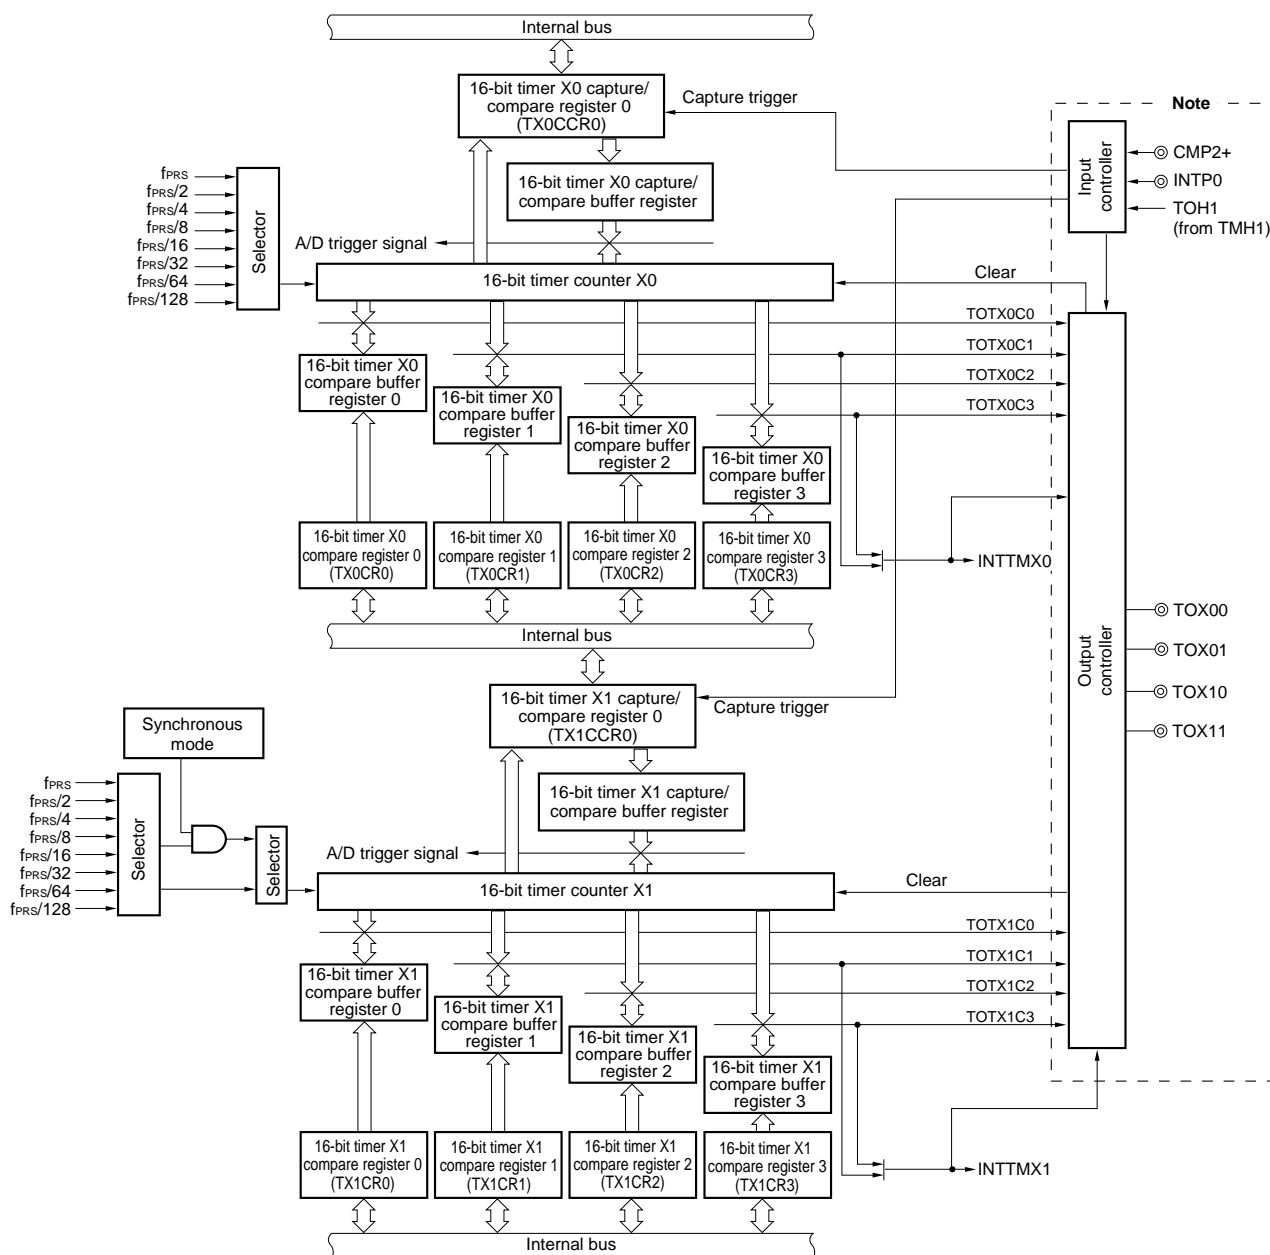 Internal bus
16-bit timer X0 capture/
compare register 0
(TX0CCR0)
Capture trigger
Note
Input
controller
CMP2+
INTP0
TOH1
(from TMH1)
16-bit timer X0 capture/
compare buffer register
fPRS
fPRS/2
fPRS/4
fPRS/8
fPRS/16
fPRS/32
fPRS/64
fPRS/128
Selector
A/D trigger signal
16-bit timer counter X0
Clear
TOTX0C0
TOTX0C1
TOTX0C2
TOTX0C3
16-bit timer X0
compare buffer
register 0
16-bit timer X0
compare buffer
register 1
16-bit timer X0
compare buffer
register 2
16-bit timer X0
compare buffer
register 3
16-bit timer X0
compare register 0
(TX0CR0)
16-bit timer X0
compare register 1
(TX0CR1)
16-bit timer X0
compare register 2
(TX0CR2)
16-bit timer X0
compare register 3
(TX0CR3)
INTTMX0
Output
controller
TOX00
TOX01
TOX10
TOX11
Internal bus
16-bit timer X1 capture/
compare register 0
(TX1CCR0)
Capture trigger
Synchronous
mode
16-bit timer X1 capture/
compare buffer register
fPRS
fPRS/2
fPRS/4
fPRS/8
fPRS/16
fPRS/32
fPRS/64
fPRS/128
Selector
Selector
A/D trigger signal
16-bit timer counter X1
Clear
TOTX1C0
TOTX1C1
TOTX1C2
TOTX1C3
16-bit timer X1
compare buffer
register 0
16-bit timer X1
compare buffer
register 1
16-bit timer X1
compare buffer
register 2
16-bit timer X1
compare buffer
register 3
16-bit timer X1
compare register 0
(TX1CR0)
16-bit timer X1
compare register 1
(TX1CR1)
16-bit timer X1
compare register 2
(TX1CR2)
16-bit timer X1
compare register 3
(TX1CR3)
INTTMX1
Internal bus